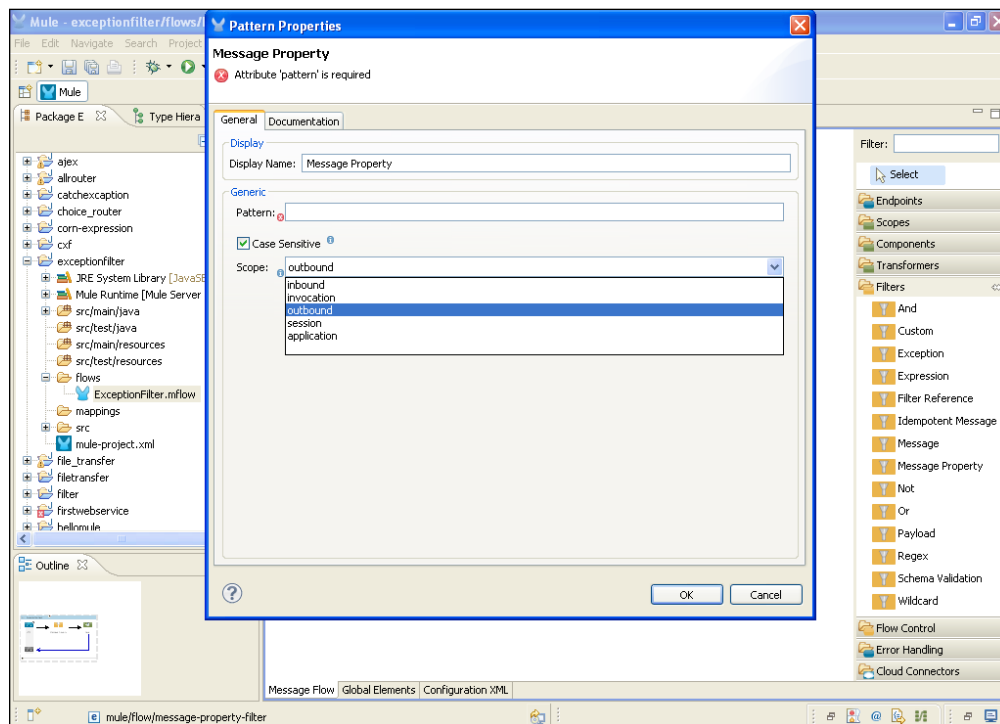 Mule - exceptionfilter/flows/
Pattern Properties
File Edit Navigate Search Project
Message Property
Attribute 'pattern' is required
Mule
Package E
Type Hiera
General
Documentation
Display
Display Name: Message Property
Generic
Pattern:
Case Sensitive
Scope: outbound
inbound
invocation
outbound
session
application
OK
Cancel
ajex
allrouter
catchexcaption
choice_router
corn-expression
cxf
exceptionfilter
JRE System Library [JavaSE
Mule Runtime [Mule Server
src/main/java
src/test/java
src/main/resources
src/test/resources
flows
ExceptionFilter.mflow
mappings
src
mule-project.xml
file_transfer
filetransfer
filter
firstwebservice
hellomule
Outline
Filter:
Select
Endpoints
Scopes
Components
Transformers
Filters
And
Custom
Exception
Expression
Filter Reference
Idempotent Message
Message
Message Property
Not
Or
Payload
Regex
Schema Validation
Wildcard
Flow Control
Error Handling
Cloud Connectors
Message Flow
Global Elements
Configuration XML
mule/flow/message-property-filter